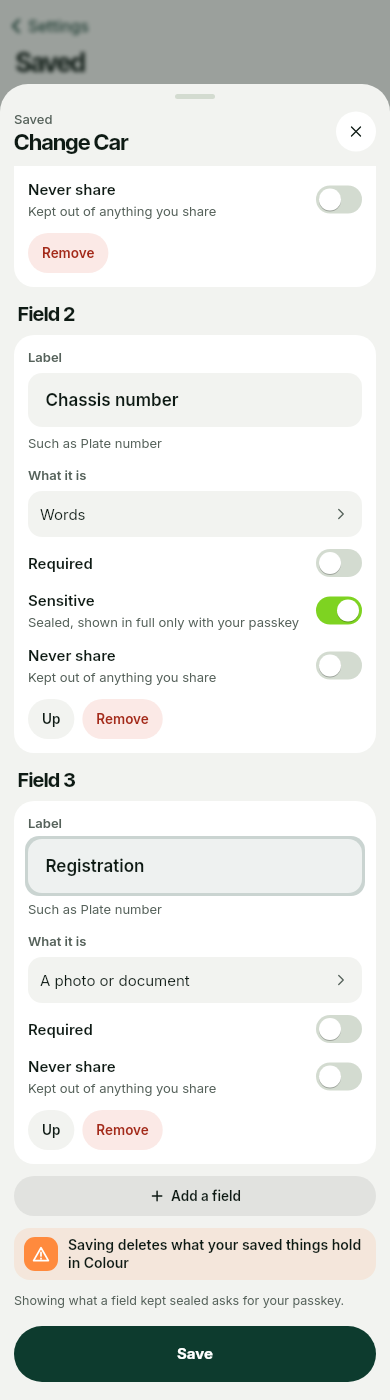 Settings
Saved
Saved
Change Car
Never share
Kept out of anything you share
Remove
Field 2
Label
Chassis number
Such as Plate number
What it is
Words
Required
Sensitive
Sealed, shown in full only with your passkey
Never share
Kept out of anything you share
Up Remove
Field 3
Label
Registration
Such as Plate number
What it is
A photo or document
Required
Never share
Kept out of anything you share
Up Remove
Add a field
Saving deletes what your saved things hold
in Colour
Showing what a field kept sealed asks for your passkey.
Save